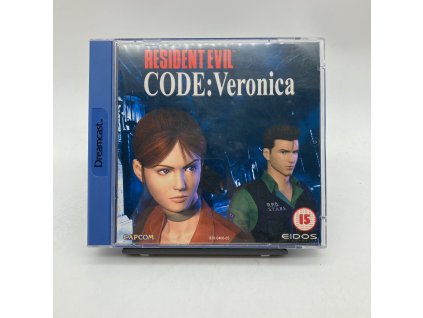 RESIDENT EVIL
CODE: Veronica
Dreamcast
R.P.D.
S.T.A.R.S.
15
CAPCOM
EIDOS